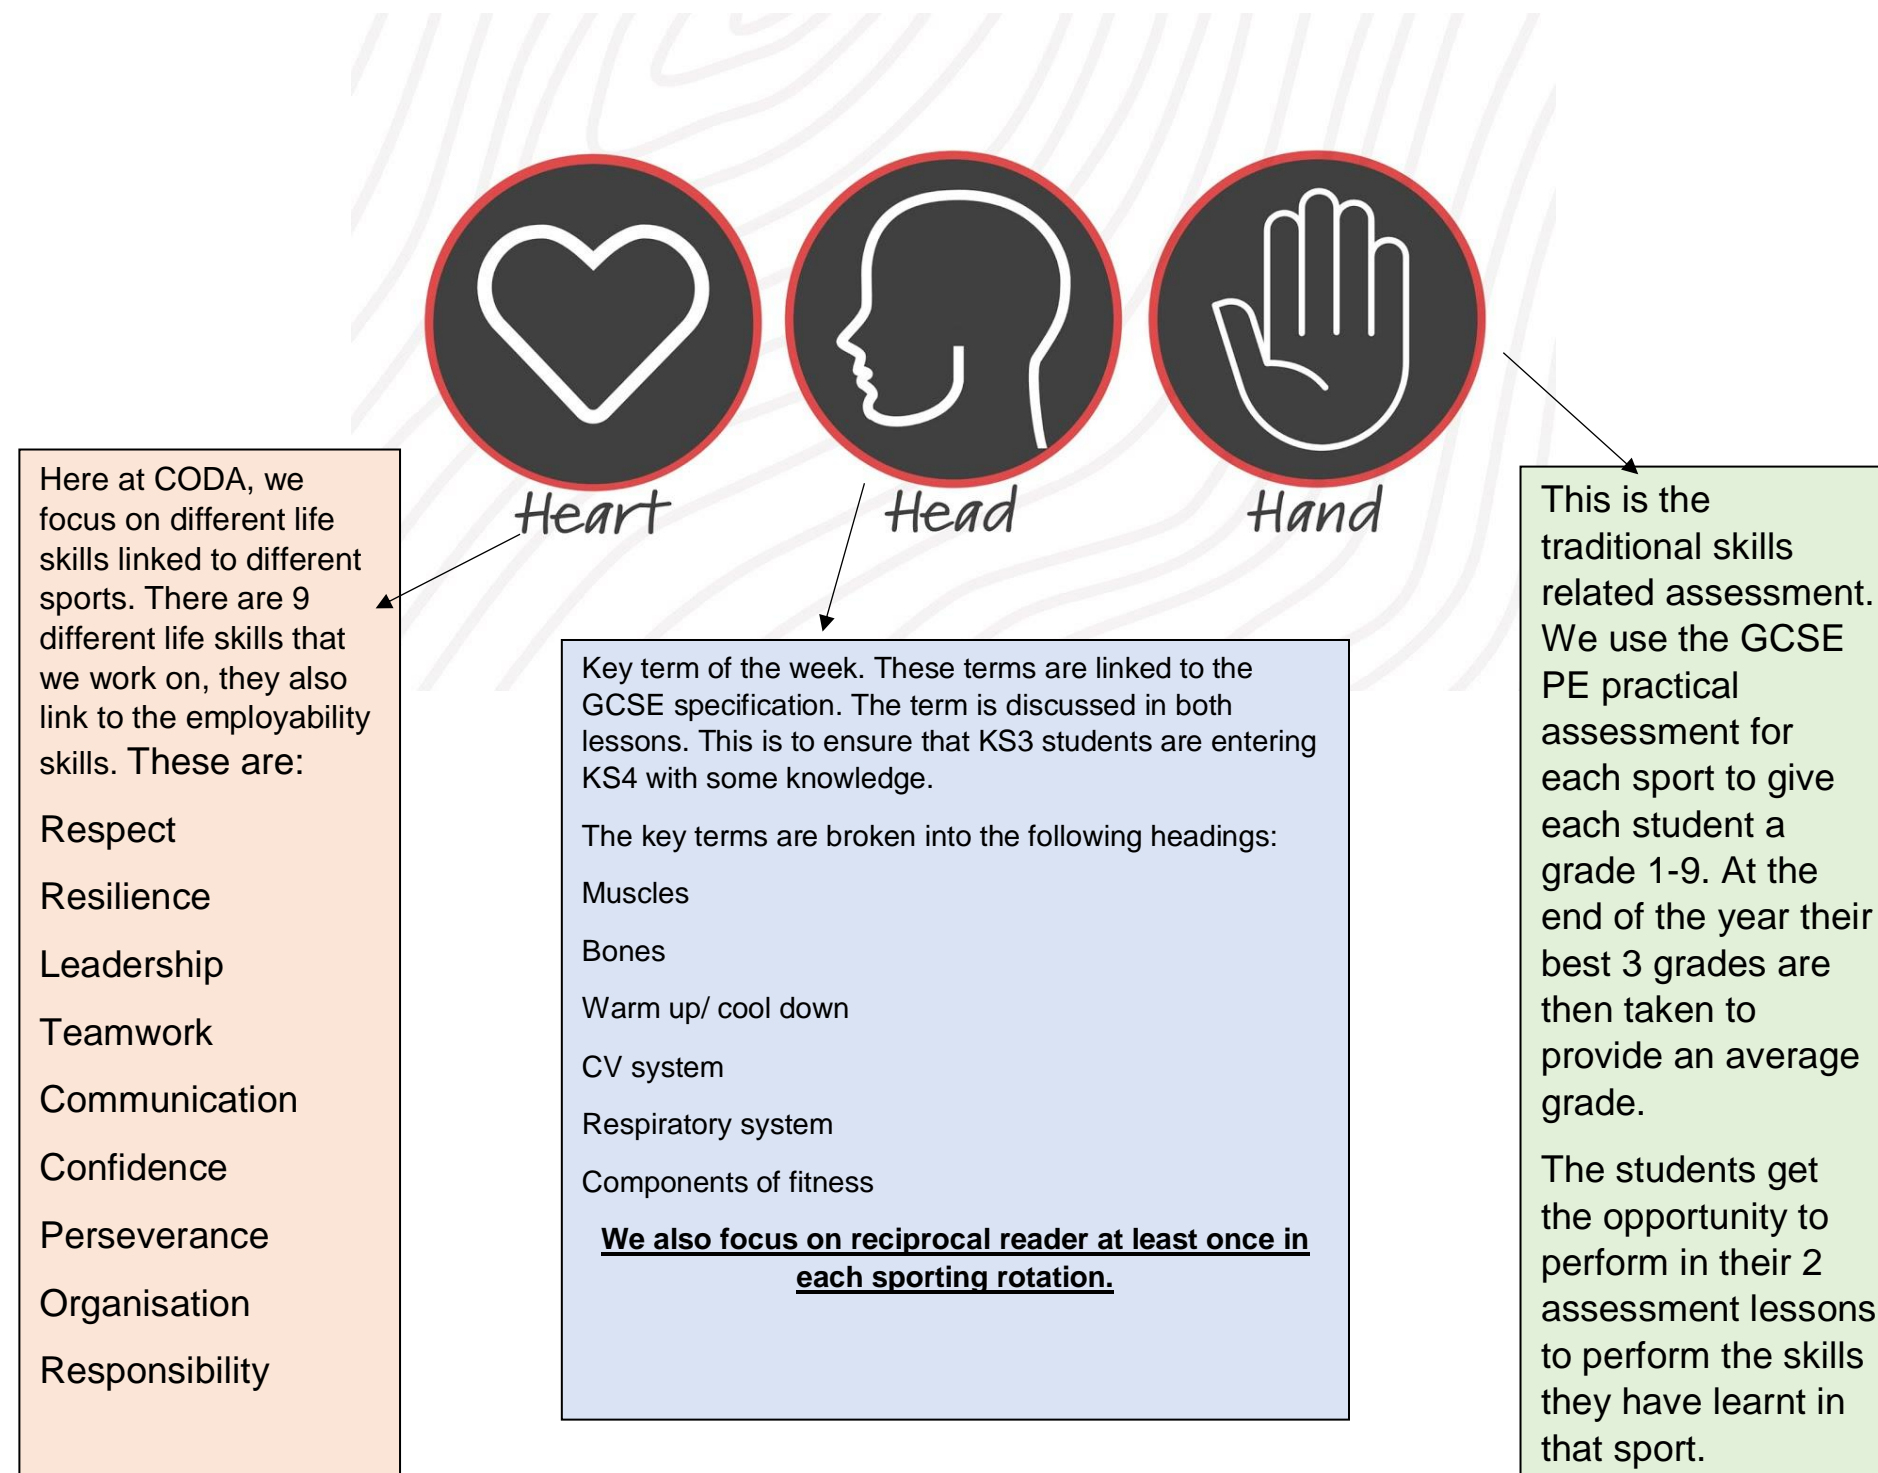 Heart
Head
Hand
Here at CODA, we
focus on different life
skills linked to different
sports. There are 9
different life skills that
we work on, they also
link to the employability
skills. These are:
Respect
Resilience
Leadership
Teamwork
Communication
Confidence
Perseverance
Organisation
Responsibility
Key term of the week. These terms are linked to the
GCSE specification. The term is discussed in both
lessons. This is to ensure that KS3 students are entering
KS4 with some knowledge.
The key terms are broken into the following headings:
Muscles
Bones
Warm up/ cool down
CV system
Respiratory system
Components of fitness
We also focus on reciprocal reader at least once in
each sporting rotation.
This is the
traditional skills
related assessment.
We use the GCSE
PE practical
assessment for
each sport to give
each student a
grade 1-9. At the
end of the year their
best 3 grades are
then taken to
provide an average
grade.
The students get
the opportunity to
perform in their 2
assessment lessons
to perform the skills
they have learnt in
that sport.